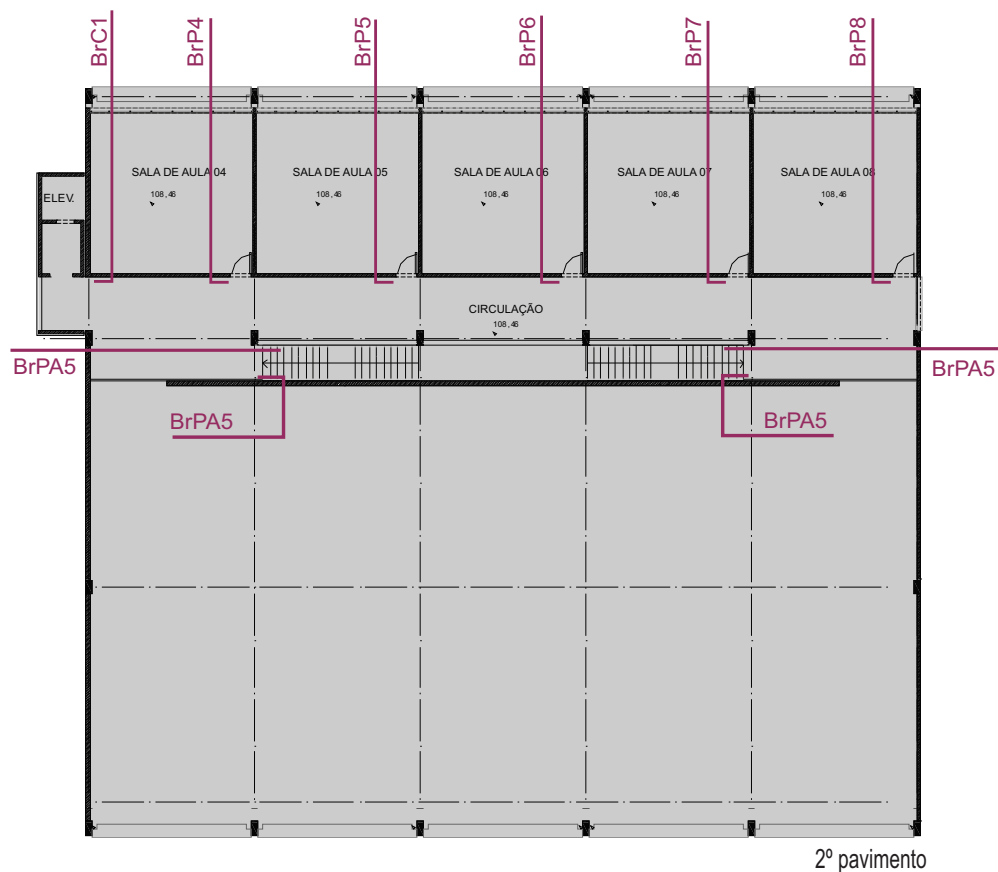 BrC1
BrP4
BrP5
BrP6
BrP7
BrP8
SALA DE AULA 04
108,46
SALA DE AULA 05
108,46
SALA DE AULA 06
108,46
SALA DE AULA 07
108,46
SALA DE AULA 08
108,46
ELEV.
CIRCULAÇÃO
108,46
BrPA5
BrPA5
BrPA5
BrPA5
2º pavimento